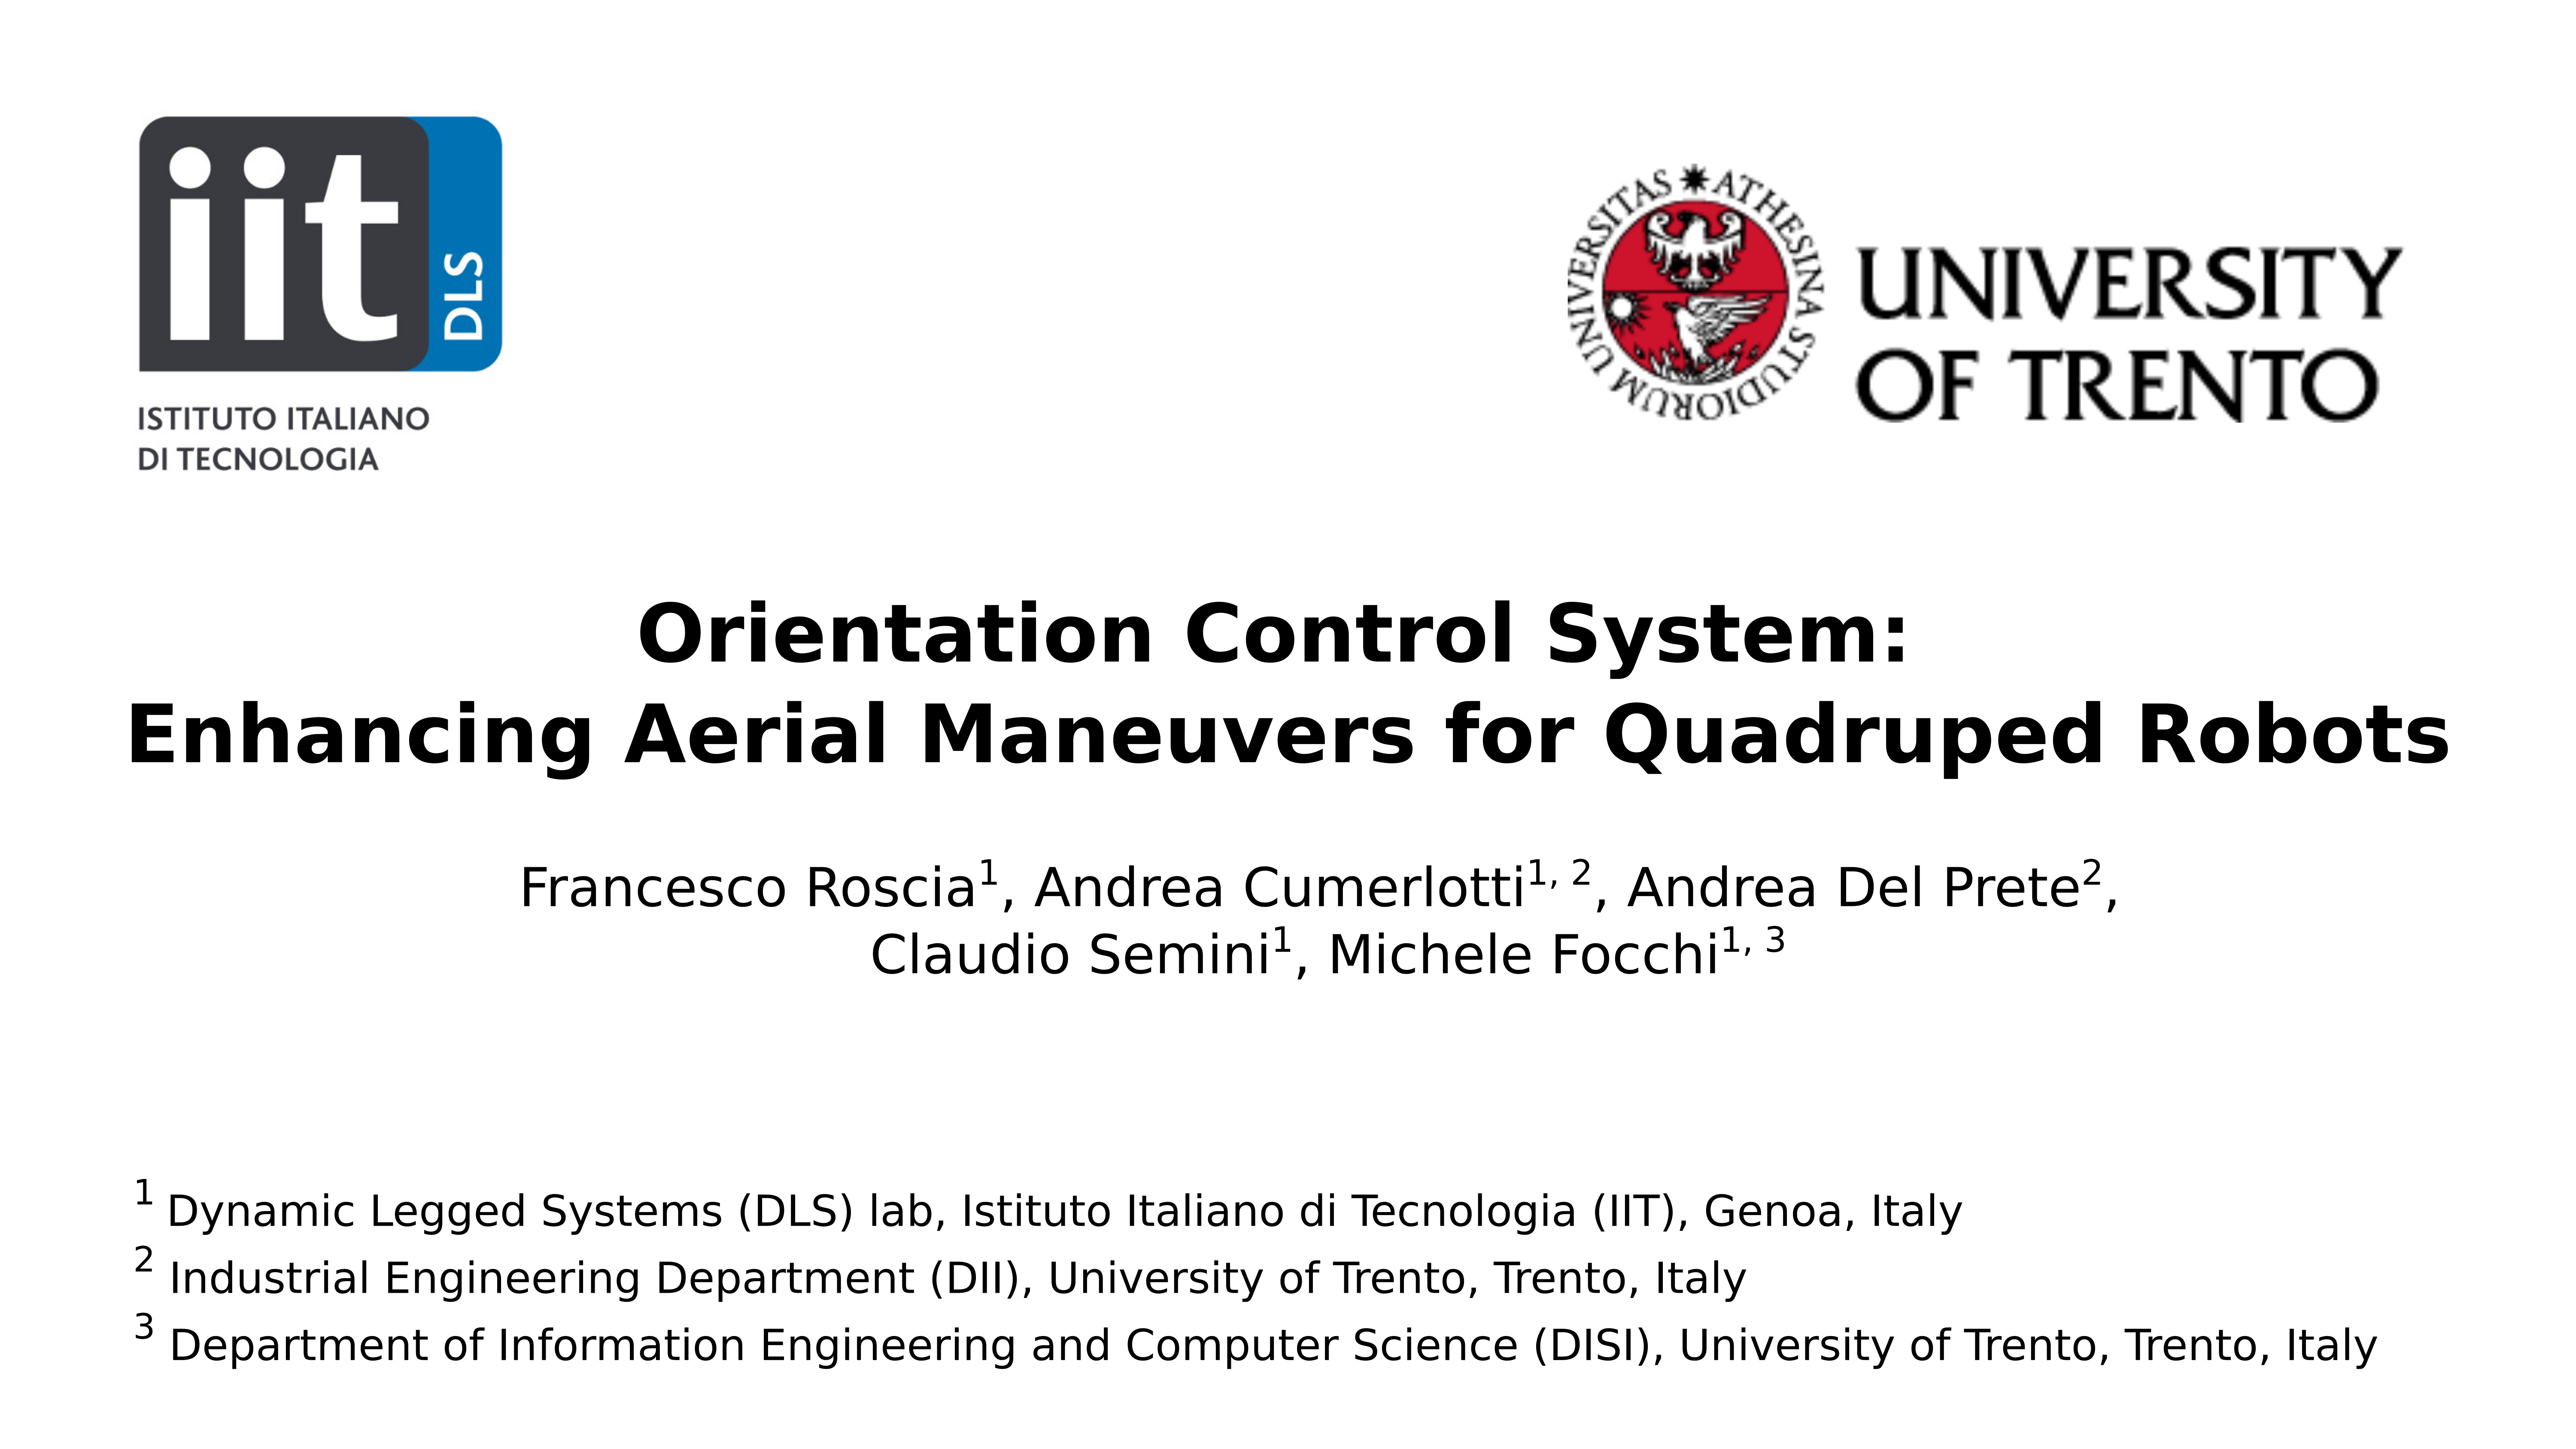 iit
DLS
ISTITUTO ITALIANO
DI TECNOLOGIA
UNIVERSITAS ATHESINA STUDIORUM
UNIVERSITY
OF TRENTO
Orientation Control System:
Enhancing Aerial Maneuvers for Quadruped Robots
Francesco Roscia¹, Andrea Cumerlotti¹, ², Andrea Del Prete²,
Claudio Semini¹, Michele Focchi¹, ³
¹ Dynamic Legged Systems (DLS) lab, Istituto Italiano di Tecnologia (IIT), Genoa, Italy
² Industrial Engineering Department (DII), University of Trento, Trento, Italy
³ Department of Information Engineering and Computer Science (DISI), University of Trento, Trento, Italy